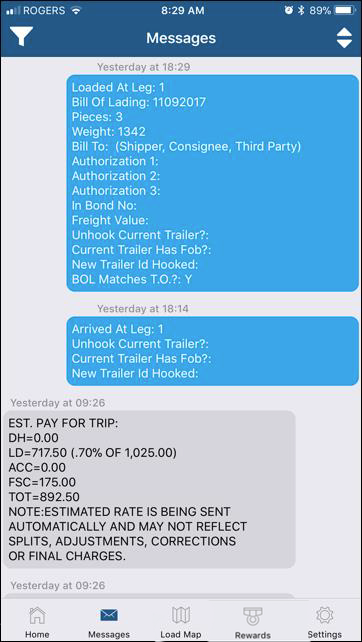 ROGERS 8:29 AM 89%
Messages
Yesterday at 18:29
Loaded At Leg: 1
Bill Of Lading: 11092017
Pieces: 3
Weight: 1342
Bill To:  (Shipper, Consignee, Third Party)
Authorization 1:
Authorization 2:
Authorization 3:
In Bond No:
Freight Value:
Unhook Current Trailer?:
Current Trailer Has Fob?:
New Trailer Id Hooked:
BOL Matches T.O.?: Y
Yesterday at 18:14
Arrived At Leg: 1
Unhook Current Trailer?:
Current Trailer Has Fob?:
New Trailer Id Hooked:
Yesterday at 09:26
EST. PAY FOR TRIP:
DH=0.00
LD=717.50 (.70% OF 1,025.00)
ACC=0.00
FSC=175.00
TOT=892.50
NOTE:ESTIMATED RATE IS BEING SENT
AUTOMATICALLY AND MAY NOT REFLECT
SPLITS, ADJUSTMENTS, CORRECTIONS
OR FINAL CHARGES.
Yesterday at 09:26
Home Messages Load Map Rewards Settings